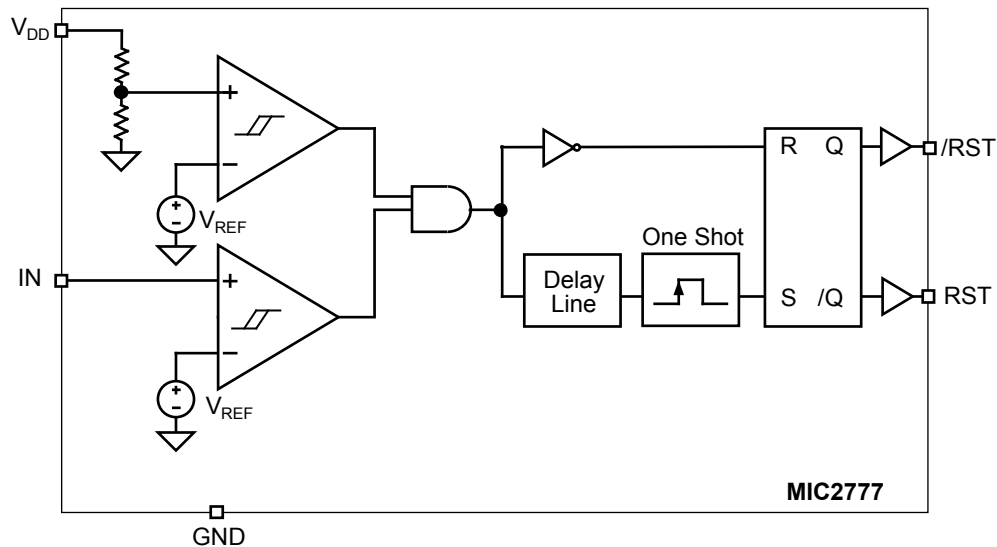 VDD
+
−
+
−
VREF
IN
+
−
+
−
VREF
One Shot
Delay
Line
R Q
S /Q
/RST
RST
MIC2777
GND